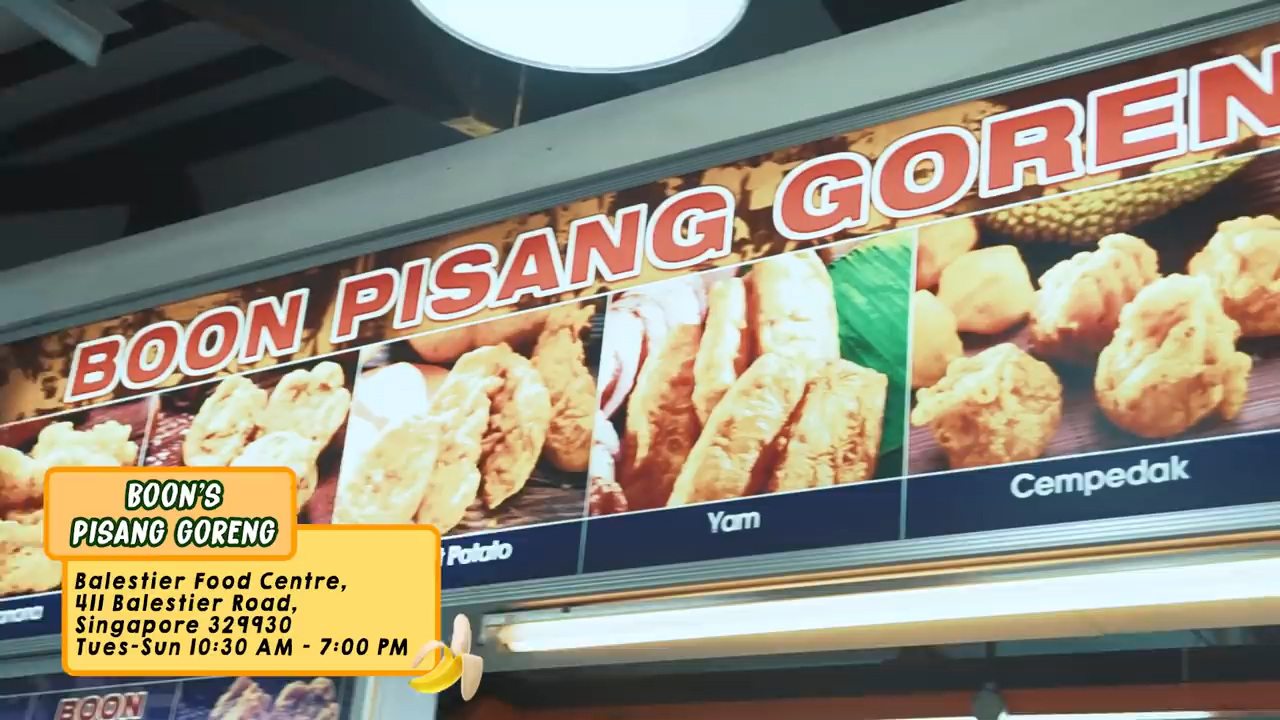 BOON PISANG GOREN
Cempedak
Yam
Potato
BOON'S
PISANG GORENG
Balestier Food Centre,
411 Balestier Road,
Singapore 329930
Tues-Sun 10:30 AM - 7:00 PM
BOON